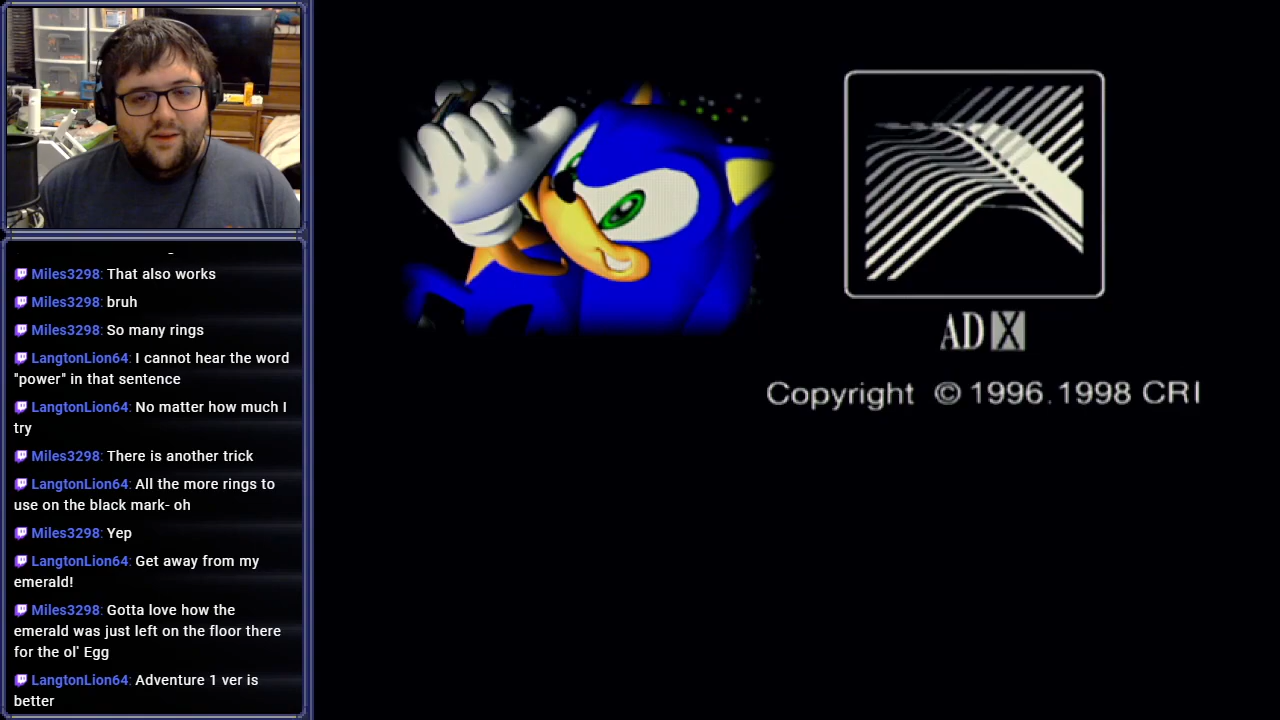 Miles3298: That also works
Miles3298: bruh
Miles3298: So many rings
LangtonLion64: I cannot hear the word
"power" in that sentence
LangtonLion64: No matter how much I
try
Miles3298: There is another trick
LangtonLion64: All the more rings to
use on the black mark- oh
Miles3298: Yep
LangtonLion64: Get away from my
emerald!
Miles3298: Gotta love how the
emerald was just left on the floor there
for the ol' Egg
LangtonLion64: Adventure 1 ver is
better
ADX
Copyright © 1996.1998 CRI